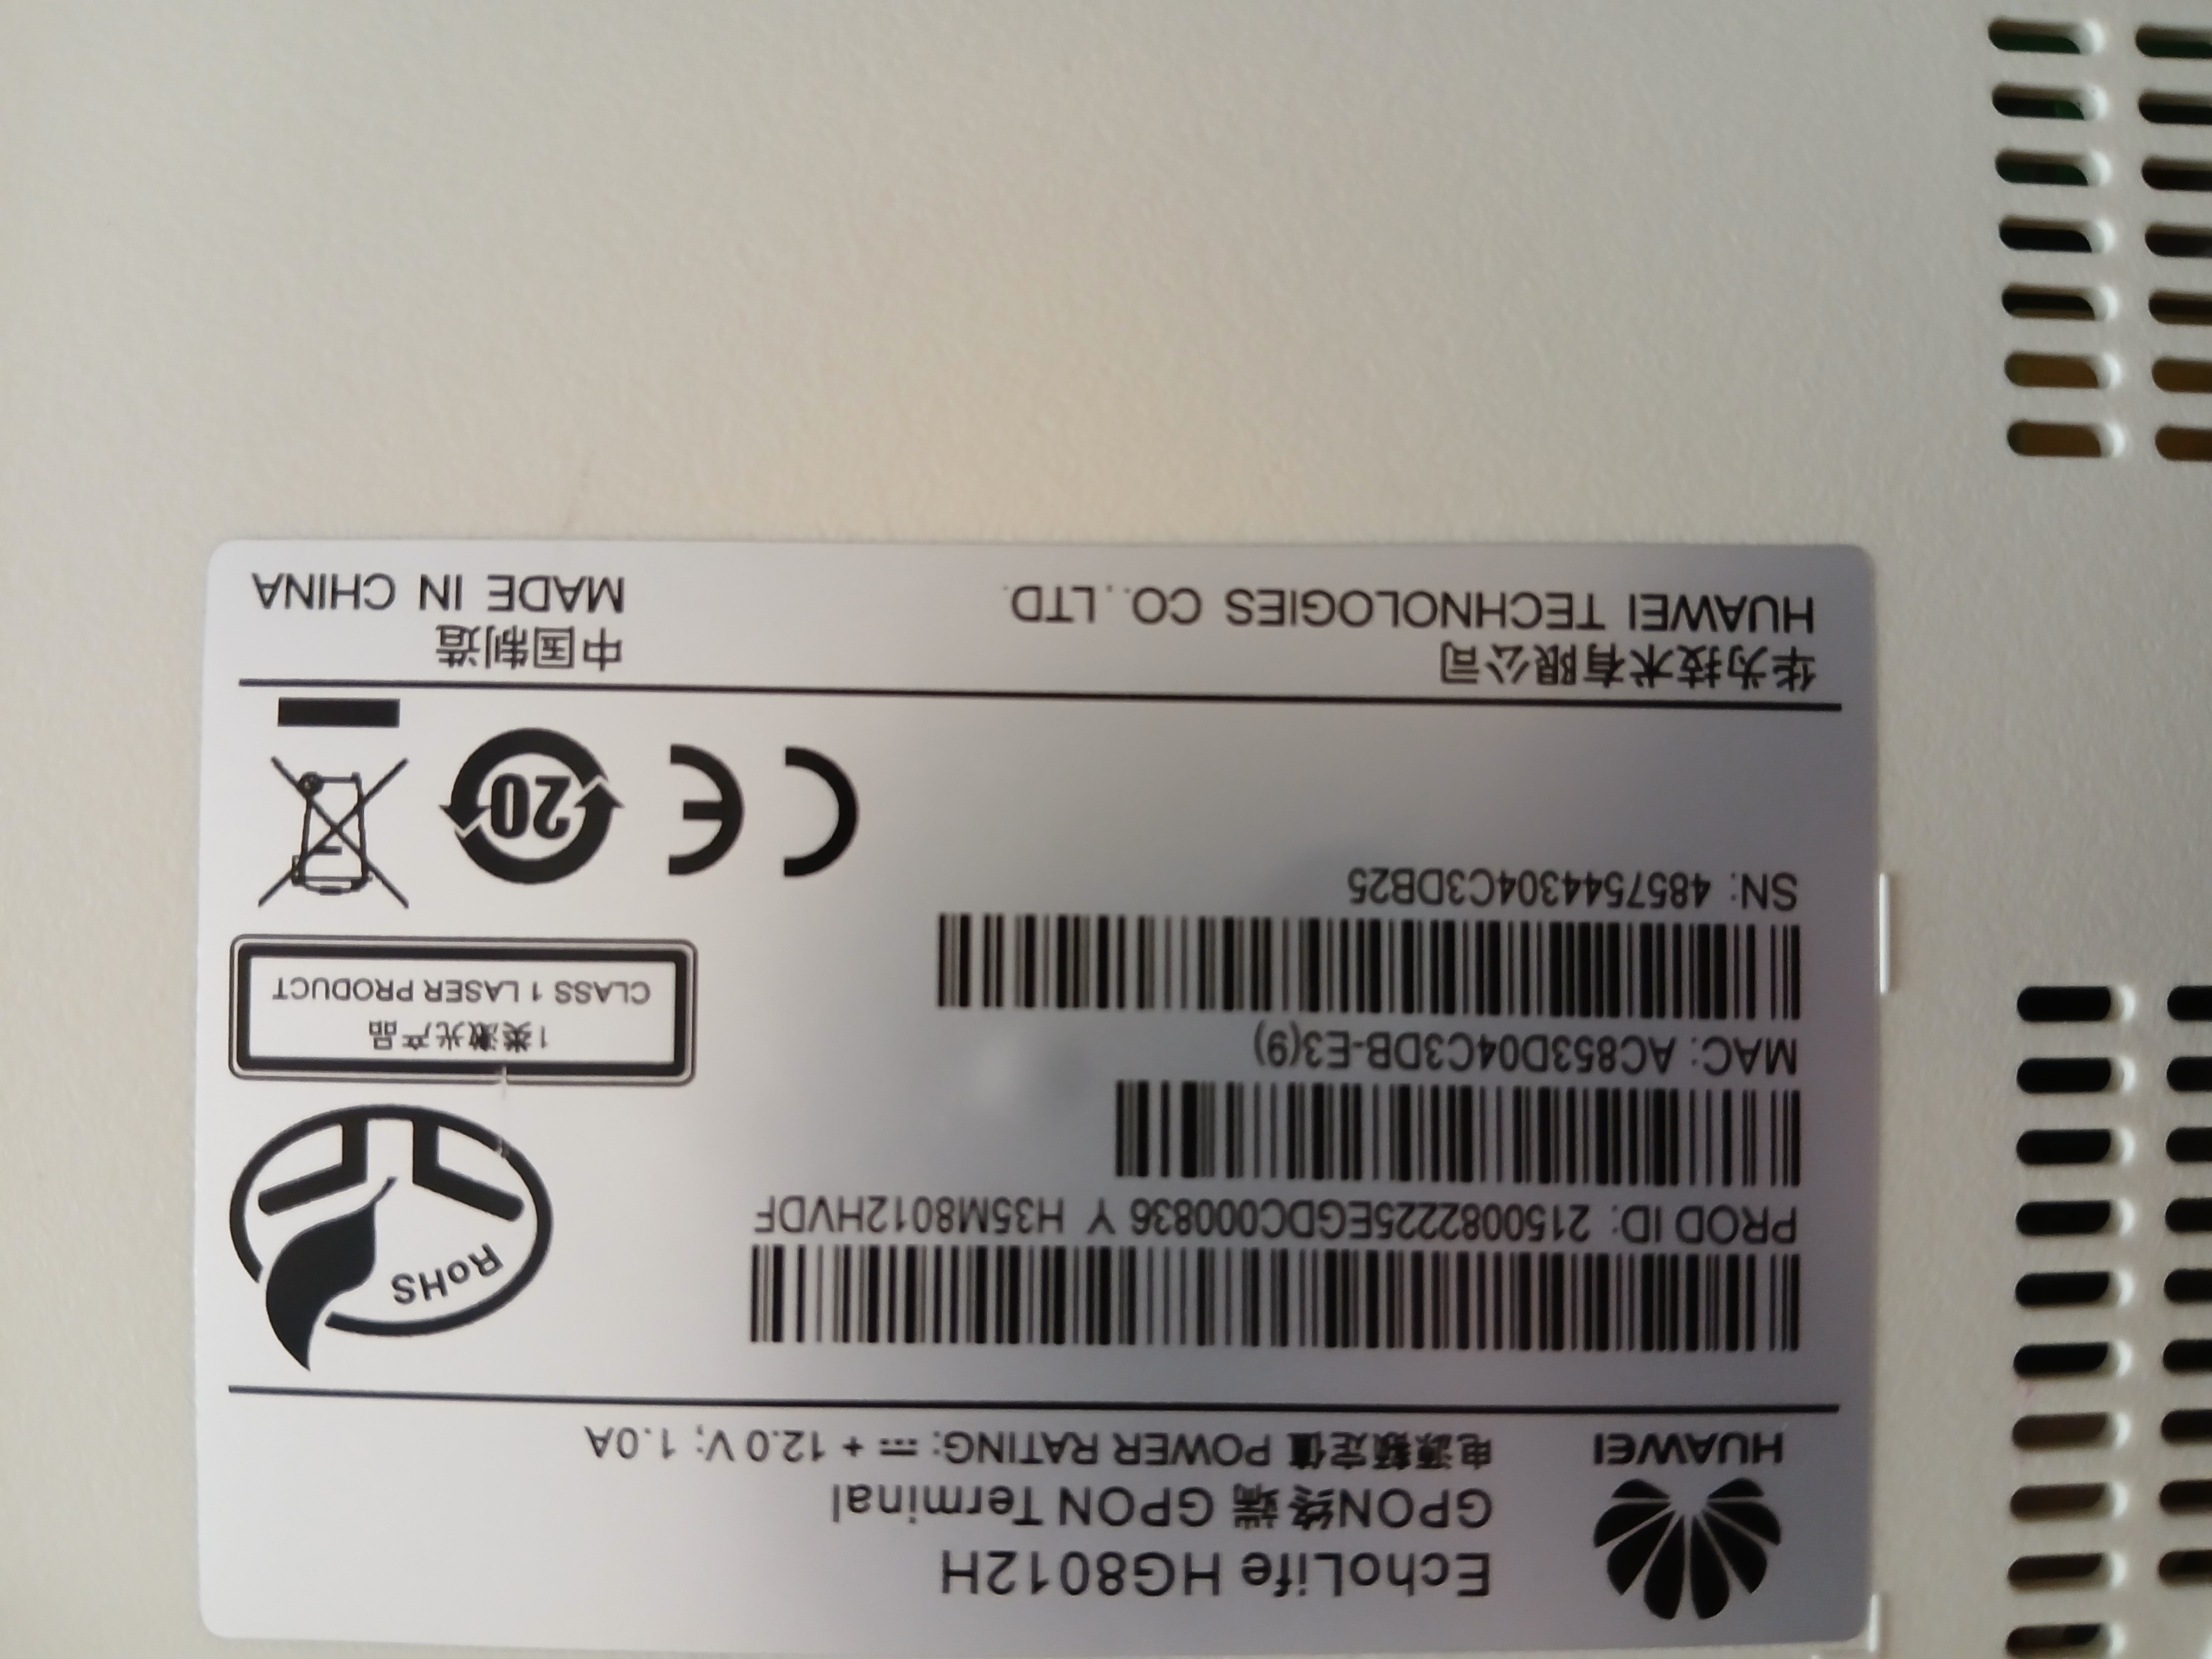 HUAWEI
EchoLife HG8012H
GPON终端 GPON Terminal
电源额定值 POWER RATING: ⎓ + 12.0 V; 1.0A
PROD ID: 2150082225EGDC000836 Y H35M8012HVDF
MAC: AC853D04C3DB-E3(9)
SN: 4857544304C3DB25
RoHS
1类激光产品
CLASS 1 LASER PRODUCT
CE
20
华为技术有限公司
HUAWEI TECHNOLOGIES CO., LTD.
中国制造
MADE IN CHINA